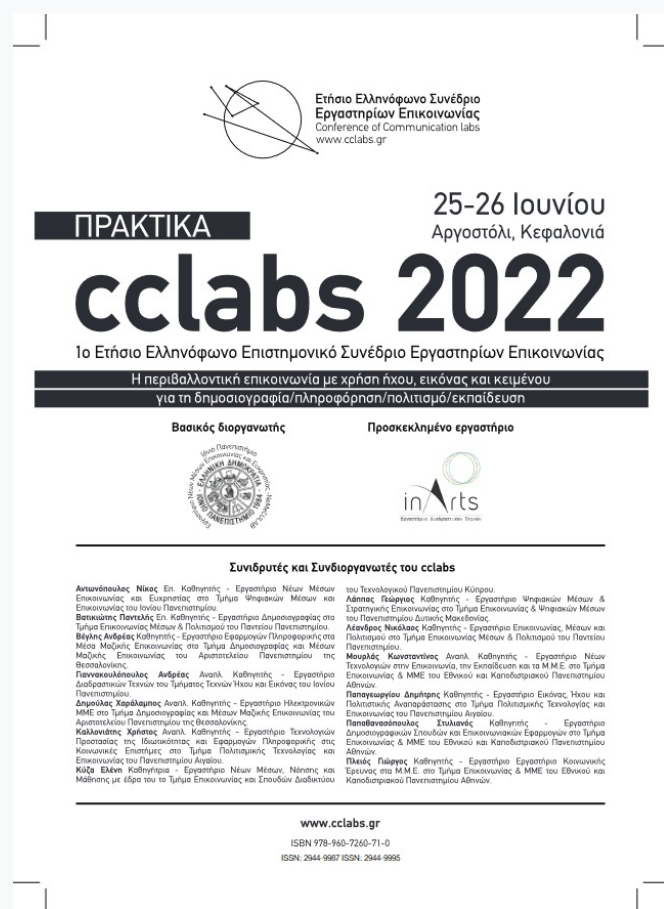 Ετήσιο Ελληνόφωνο Συνέδριο
Εργαστηρίων Επικοινωνίας
Conference of Communication labs
www.cclabs.gr
25-26 Ιουνίου
ΠΡΑΚΤΙΚΑ
Αργοστόλι, Κεφαλονιά
cclabs 2022
1ο Ετήσιο Ελληνόφωνο Επιστημονικό Συνέδριο Εργαστηρίων Επικοινωνίας
Η περιβαλλοντική επικοινωνία με χρήση ήχου, εικόνας και κειμένου
για τη δημοσιογραφία/πληροφόρηση/πολιτισμό/εκπαίδευση
Βασικός διοργανωτής
Προσκεκλημένο εργαστήριο
Ιόνιο Πανεπιστήμιο
ΕΛΛΗΝΙΚΗ ΔΗΜΟΚΡΑΤΙΑ
ΙΟΝΙΟ ΠΑΝΕΠΙΣΤΗΜΙΟ 1984
inArts
Εργαστήριο Διαδραστικών Τεχνών
Συνιδρυτές και Συνδιοργανωτές του cclabs
Αντωνόπουλος Νίκος Επ. Καθηγητής - Εργαστήριο Νέων Μέσων
Επικοινωνίας και Ευχρηστίας στο Τμήμα Ψηφιακών Μέσων και
Επικοινωνίας του Ιονίου Πανεπιστημίου.
Βατικιώτης Παντελής Επ. Καθηγητής - Εργαστήριο Δημοσιογραφίας στο
Τμήμα Επικοινωνίας Μέσων & Πολιτισμού του Παντείου Πανεπιστημίου.
Βέγλης Ανδρέας Καθηγητής - Εργαστήριο Εφαρμογών Πληροφορικής στα
Μέσα Μαζικής Επικοινωνίας στο Τμήμα Δημοσιογραφίας και Μέσων
Μαζικής Επικοινωνίας του Αριστοτελείου Πανεπιστημίου της
Θεσσαλονίκης.
Γιαννακουλόπουλος Ανδρέας Αναπλ. Καθηγητής - Εργαστήριο
Διαδραστικών Τεχνών του Τμήματος Τεχνών Ήχου και Εικόνας του Ιονίου
Πανεπιστημίου.
Δημούλας Χαράλαμπος Αναπλ. Καθηγητής - Εργαστήριο Ηλεκτρονικών
ΜΜΕ στο Τμήμα Δημοσιογραφίας και Μέσων Μαζικής Επικοινωνίας του
Αριστοτελείου Πανεπιστημίου της Θεσσαλονίκης.
Καλλονιάτης Χρήστος Αναπλ. Καθηγητής - Εργαστήριο Τεχνολογιών
Προστασίας της Ιδιωτικότητας και Εφαρμογών Πληροφορικής στις
Κοινωνικές Επιστήμες στο Τμήμα Πολιτισμικής Τεχνολογίας και
Επικοινωνίας του Πανεπιστημίου Αιγαίου.
Κύζα Ελένη Καθηγήτρια - Εργαστήριο Νέων Μέσων, Νόησης και
Μάθησης με έδρα του το Τμήμα Επικοινωνίας και Σπουδών Διαδικτύου
του Τεχνολογικού Πανεπιστημίου Κύπρου.
Λάππας Γεώργιος Καθηγητής - Εργαστήριο Ψηφιακών Μέσων &
Στρατηγικής Επικοινωνίας στο Τμήμα Επικοινωνίας & Ψηφιακών Μέσων
του Πανεπιστημίου Δυτικής Μακεδονίας.
Λέανδρος Νικόλαος Καθηγητής - Εργαστήριο Επικοινωνίας, Μέσων και
Πολιτισμού στο Τμήμα Επικοινωνίας Μέσων & Πολιτισμού του Παντείου
Πανεπιστημίου.
Μουρλάς Κωνσταντίνος Αναπλ. Καθηγητής - Εργαστήριο Νέων
Τεχνολογιών στην Επικοινωνία, την Εκπαίδευση και τα Μ.Μ.Ε. στο Τμήμα
Επικοινωνίας & ΜΜΕ του Εθνικού και Καποδιστριακού Πανεπιστημίου
Αθηνών.
Παπαγεωργίου Δημήτρης Καθηγητής - Εργαστήριο Εικόνας, Ήχου και
Πολιτιστικής Αναπαράστασης στο Τμήμα Πολιτισμικής Τεχνολογίας και
Επικοινωνίας του Πανεπιστημίου Αιγαίου.
Παπαθανασόπουλος Στυλιανός Καθηγητής - Εργαστήριο
Δημοσιογραφικών Σπουδών και Επικοινωνιακών Εφαρμογών στο Τμήμα
Επικοινωνίας & ΜΜΕ του Εθνικού και Καποδιστριακού Πανεπιστημίου
Αθηνών.
Πλειός Γιώργος Καθηγητής - Εργαστήριο Εργαστήριο Κοινωνικής
Έρευνας στα Μ.Μ.Ε. στο Τμήμα Επικοινωνίας & ΜΜΕ του Εθνικού και
Καποδιστριακού Πανεπιστημίου Αθηνών.
www.cclabs.gr
ISBN 978-960-7260-71-0
ISSN: 2944-9987 ISSN: 2944-9995